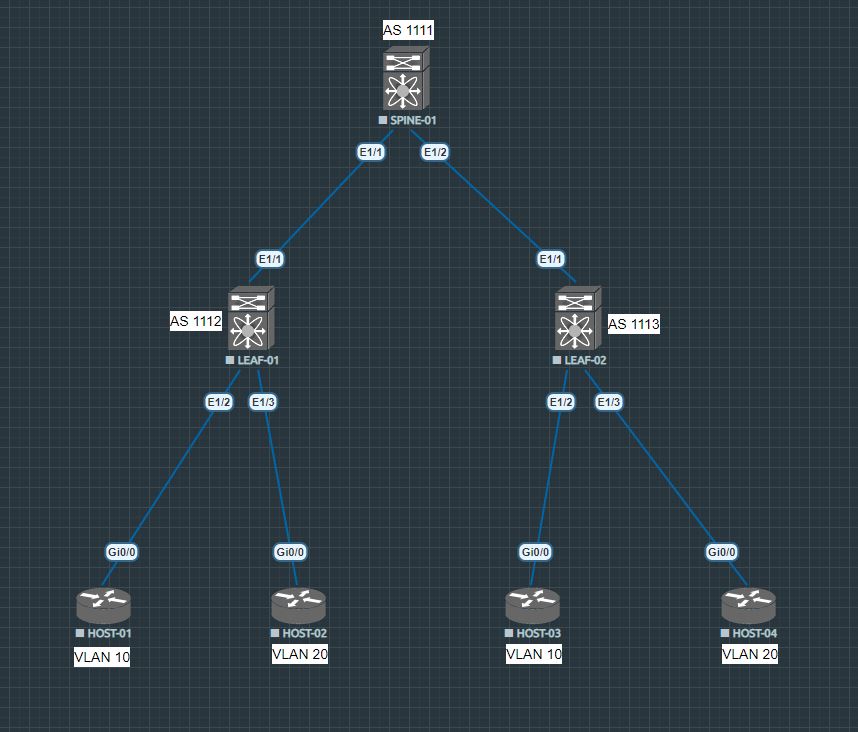 AS 1111
SPINE-01
E1/1
E1/2
E1/1
E1/1
AS 1112
AS 1113
LEAF-01
LEAF-02
E1/2
E1/3
E1/2
E1/3
Gi0/0
Gi0/0
Gi0/0
Gi0/0
HOST-01
HOST-02
HOST-03
HOST-04
VLAN 10
VLAN 20
VLAN 10
VLAN 20